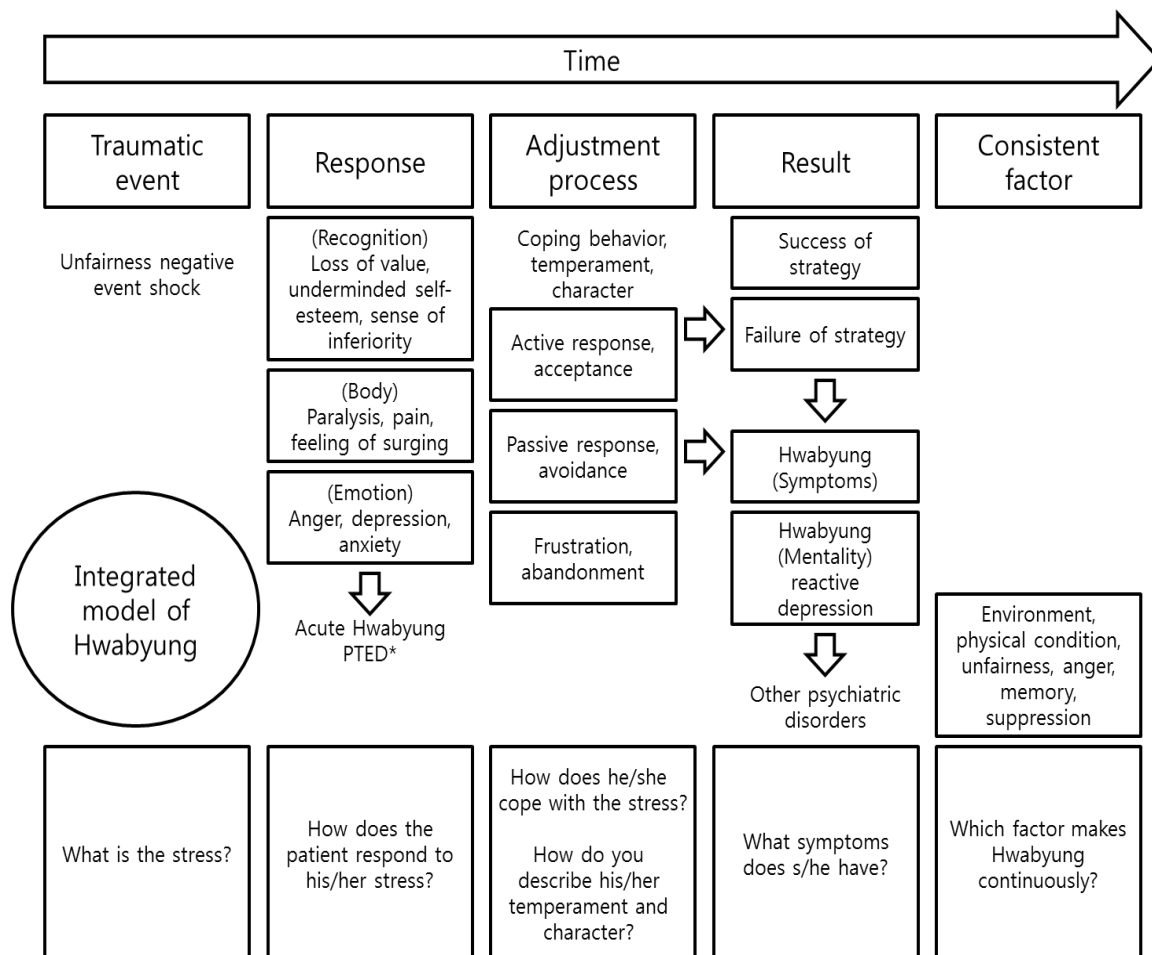 Time
Traumatic
event
Response
Adjustment
process
Result
Consistent
factor
Unfairness negative
event shock
(Recognition)
Loss of value,
underminded self-
esteem, sense of
inferiority
(Body)
Paralysis, pain,
feeling of surging
(Emotion)
Anger, depression,
anxiety
Acute Hwabyung
PTED*
Coping behavior,
temperament,
character
Active response,
acceptance
Passive response,
avoidance
Frustration,
abandonment
Success of
strategy
Failure of strategy
Hwabyung
(Symptoms)
Hwabyung
(Mentality)
reactive
depression
Other psychiatric
disorders
Environment,
physical condition,
unfairness, anger,
memory,
suppression
Integrated
model of
Hwabyung
What is the stress?
How does the
patient respond to
his/her stress?
How does he/she
cope with the stress?
How do you
describe his/her
temperament and
character?
What symptoms
does s/he have?
Which factor makes
Hwabyung
continuously?